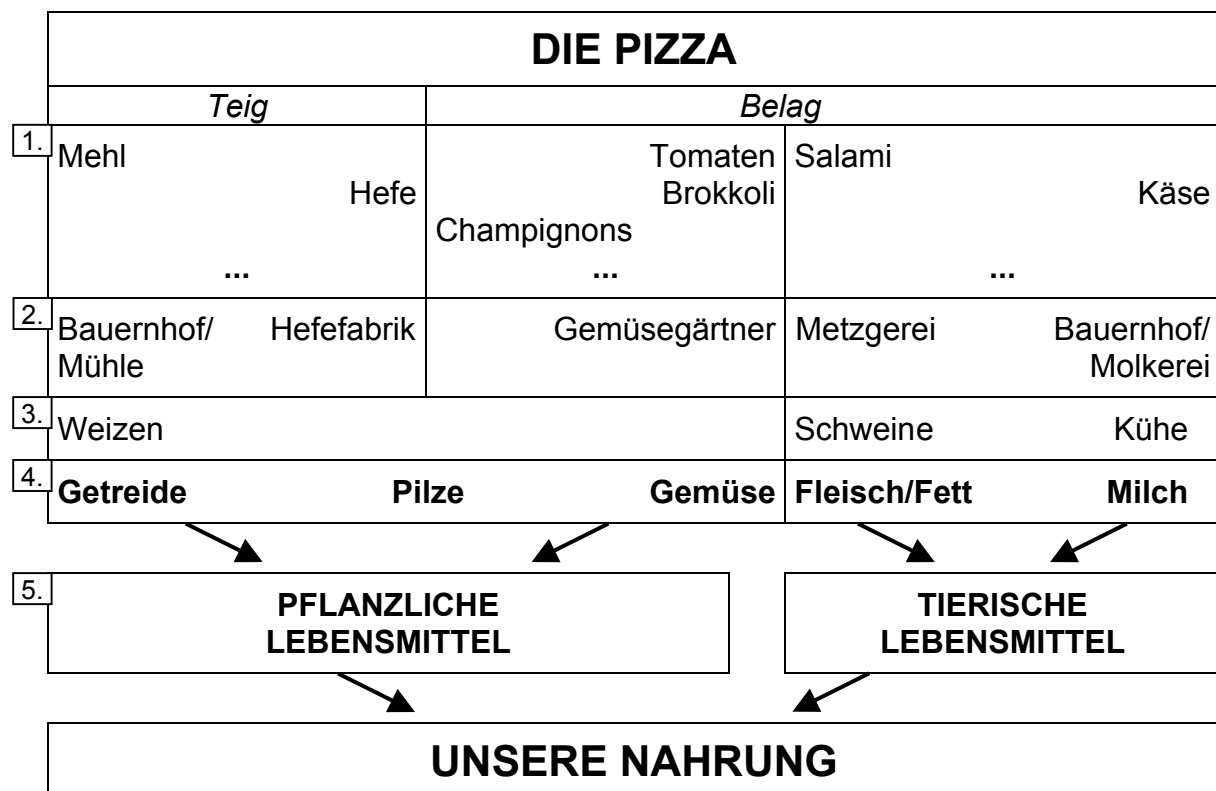 DIE PIZZA
Teig Belag
1.
Mehl Tomaten Salami
Hefe Brokkoli Käse
Champignons
... ... ...
2.
Bauernhof/ Hefefabrik Gemüsegärtner Metzgerei Bauernhof/
Mühle Molkerei
3.
Weizen Schweine Kühe
4.
Getreide Pilze Gemüse Fleisch/Fett Milch
5.
PFLANZLICHE TIERISCHE
LEBENSMITTEL LEBENSMITTEL
UNSERE NAHRUNG